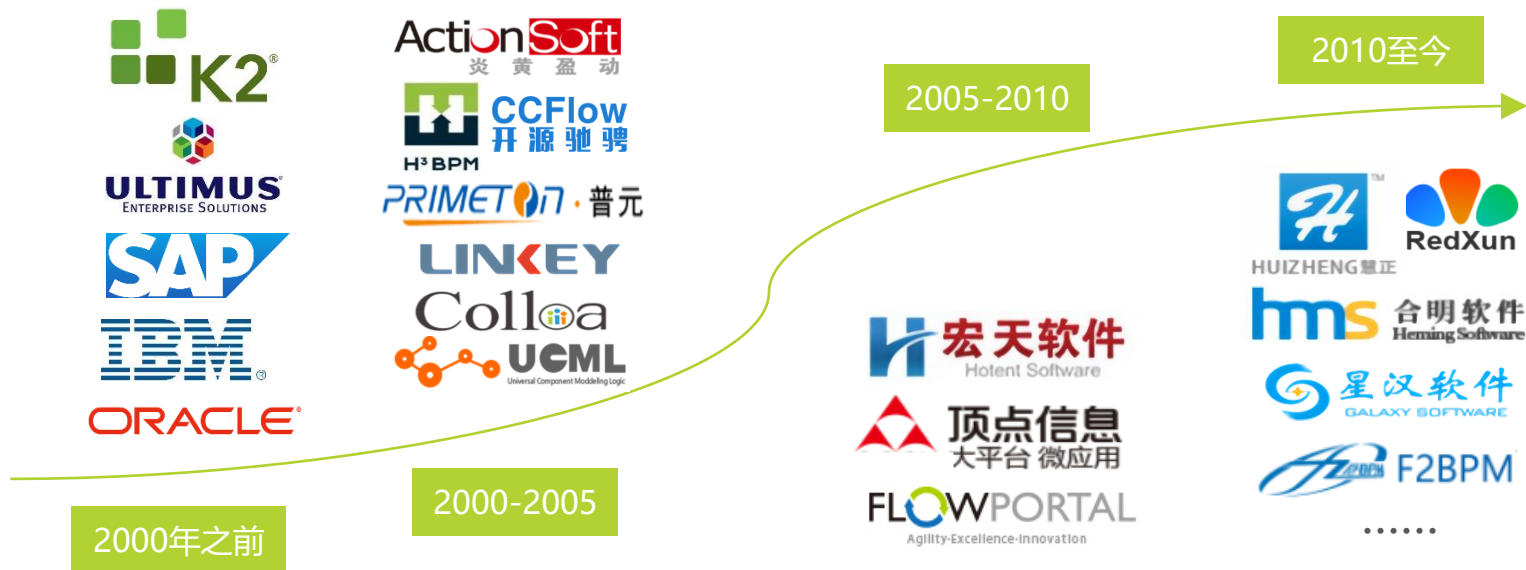 K2®
ULTIMUS
ENTERPRISE SOLUTIONS
SAP
IBM®
ORACLE®
2000年之前
ActionSoft
炎黄盈动
H³ BPM
CCFlow
开源驰骋
PRIMETON·普元
LINKEY
Colloa
UCML
Universal Component Moddeling Logic
2000-2005
2005-2010
宏天软件
Hotent Software
顶点信息
大平台 微应用
FLOWPORTAL
Agility-Excellence-Innovation
2010至今
H™
HUIZHENG慧正
RedXun
hms
合明软件
Heming Software
星汉软件
GALAXY SOFTWARE
F2BPM
......